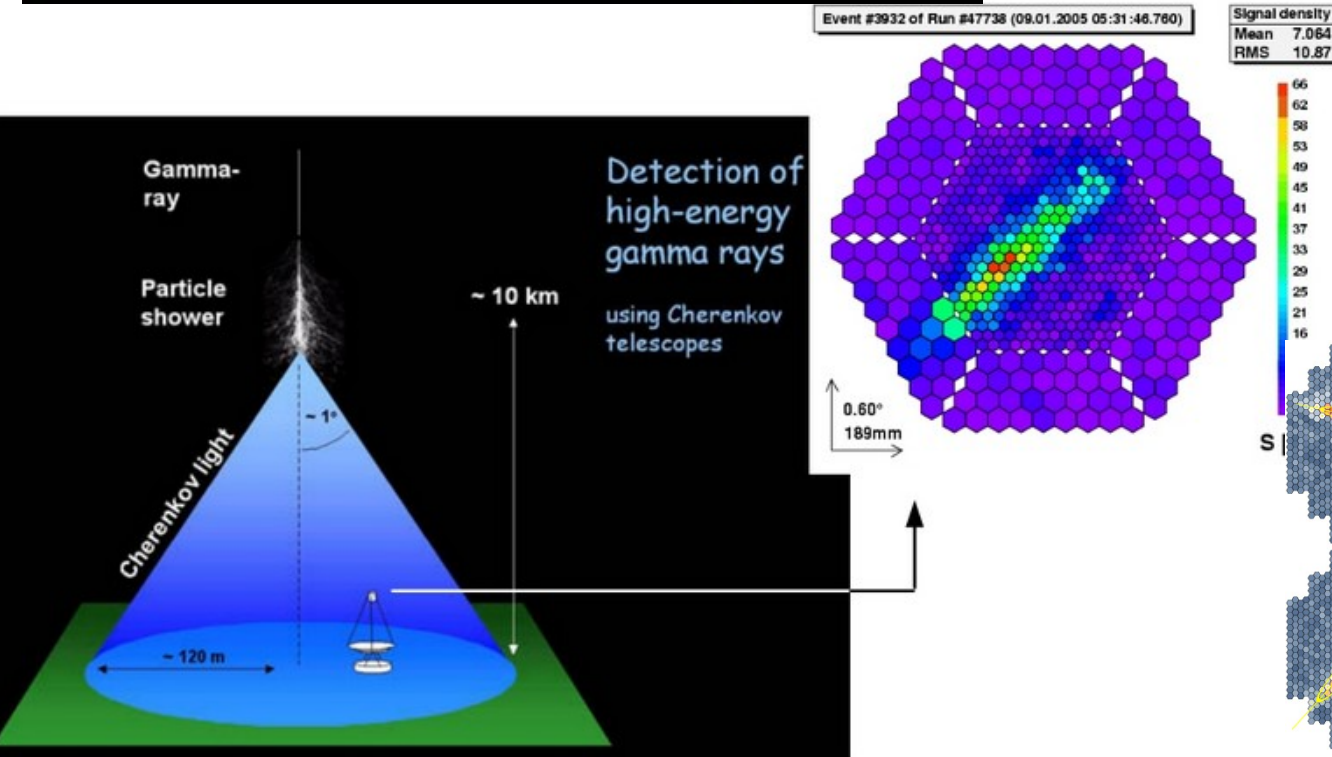 Event #3932 of Run #47738 (09.01.2005 05:31:46.760)
Signal density
Mean 7.064
RMS 10.87
66
62
58
53
49
45
41
37
33
29
25
21
16
0.60°
189mm
S
Gamma-
ray
Particle
shower
Detection of
high-energy
gamma rays
using Cherenkov
telescopes
~ 10 km
~ 1°
Cherenkov light
~ 120 m